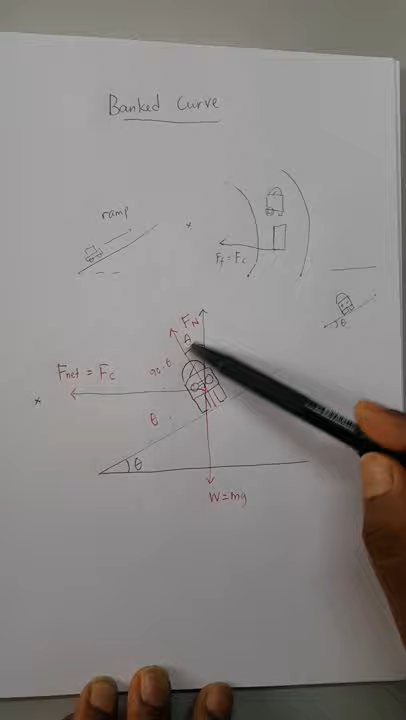 Banked Curve
ramp
Ff = Fc
θ
FN
θ
90-θ
Fnet = Fc
θ
θ
W=mg